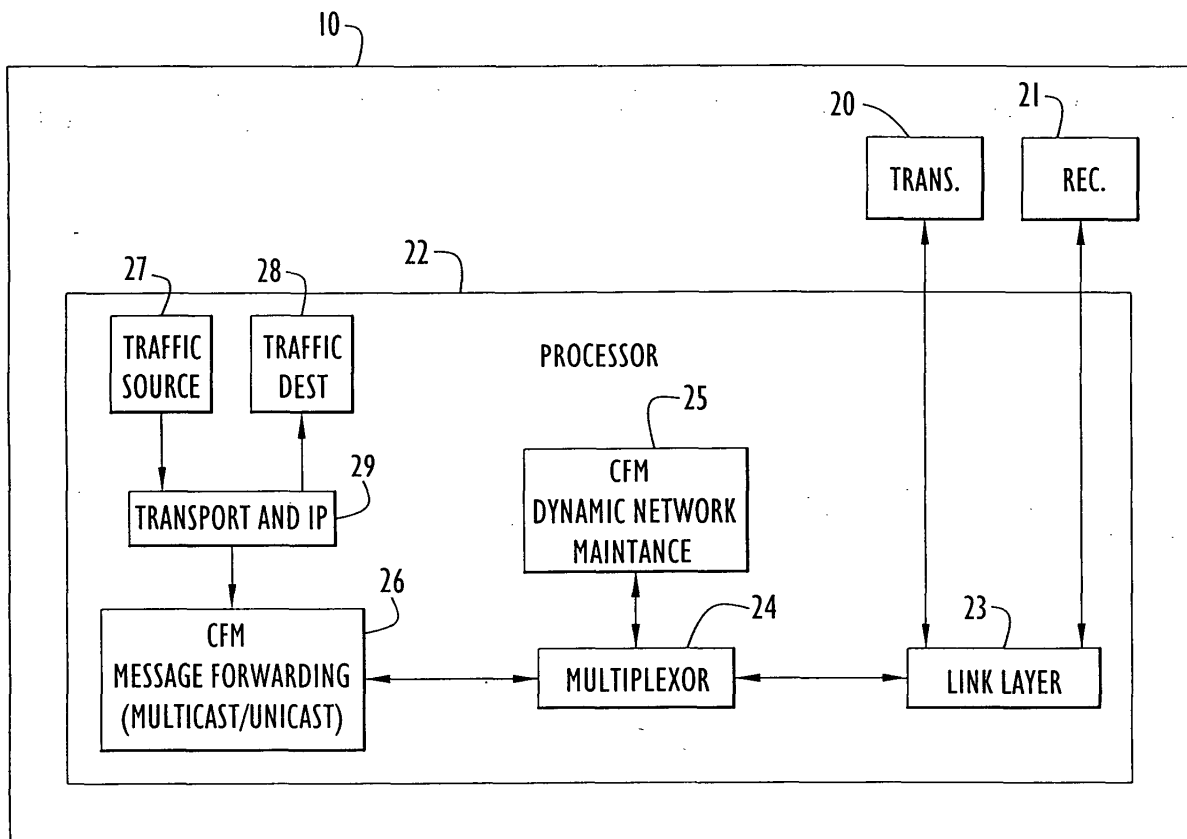 10
20
21
TRANS.
REC.
22
27
28
TRAFFIC
SOURCE
TRAFFIC
DEST
PROCESSOR
25
CFM
DYNAMIC NETWORK
MAINTANCE
29
TRANSPORT AND IP
26
CFM
MESSAGE FORWARDING
(MULTICAST/UNICAST)
24
MULTIPLEXOR
23
LINK LAYER